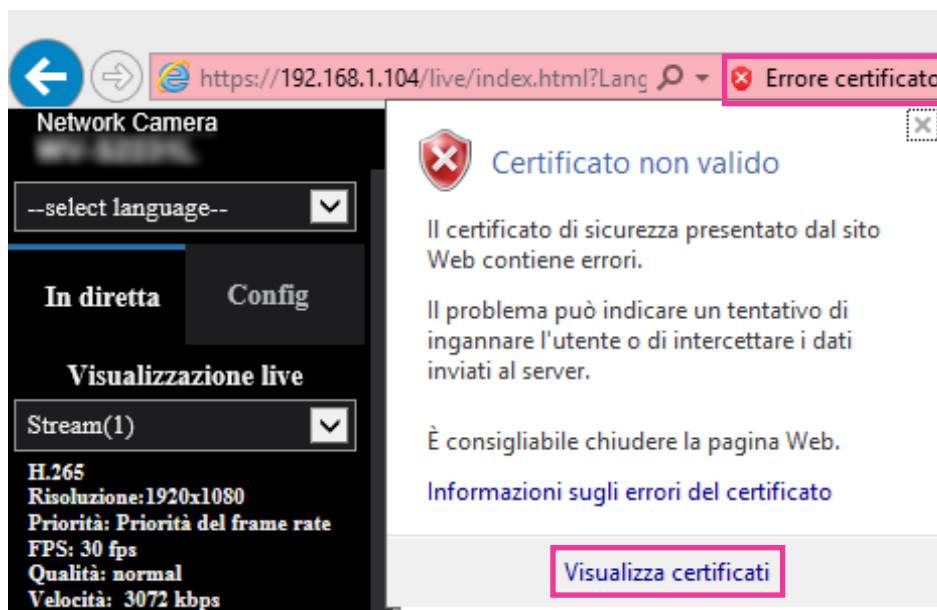 https://192.168.1.104/live/index.html?Lang
Errore certificato
Network Camera
--select language--
In diretta
Config
Visualizzazione live
Stream(1)
H.265
Risoluzione:1920x1080
Priorità: Priorità del frame rate
FPS: 30 fps
Qualità: normal
Velocità: 3072 kbps
Certificato non valido
Il certificato di sicurezza presentato dal sito
Web contiene errori.
Il problema può indicare un tentativo di
ingannare l'utente o di intercettare i dati
inviati al server.
È consigliabile chiudere la pagina Web.
Informazioni sugli errori del certificato
Visualizza certificati